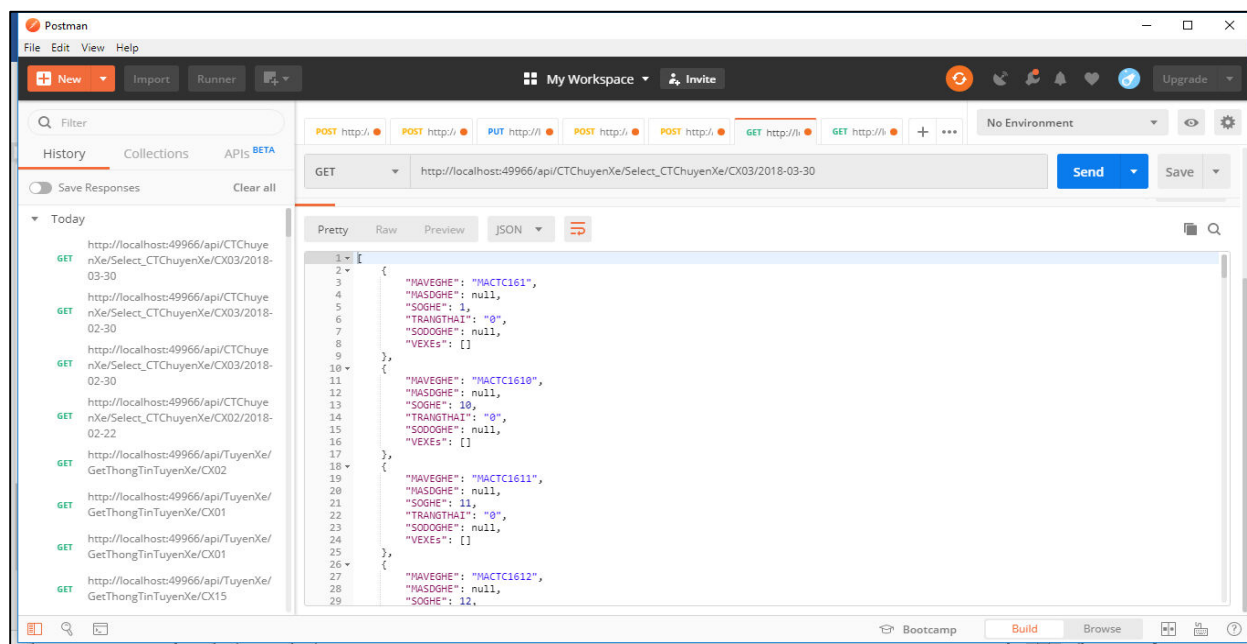 Postman
File Edit View Help
New Import Runner My Workspace Invite Upgrade
Filter
History Collections APIs BETA
Save Responses Clear all
Today
GET http://localhost:49966/api/CTChuye
nXe/Select_CTChuyenXe/CX03/2018-
03-30
GET http://localhost:49966/api/CTChuye
nXe/Select_CTChuyenXe/CX03/2018-
02-30
GET http://localhost:49966/api/CTChuye
nXe/Select_CTChuyenXe/CX03/2018-
02-30
GET http://localhost:49966/api/CTChuye
nXe/Select_CTChuyenXe/CX02/2018-
02-22
GET http://localhost:49966/api/TuyenXe/
GetThongTinTuyenXe/CX02
GET http://localhost:49966/api/TuyenXe/
GetThongTinTuyenXe/CX01
GET http://localhost:49966/api/TuyenXe/
GetThongTinTuyenXe/CX01
GET http://localhost:49966/api/TuyenXe/
GetThongTinTuyenXe/CX15
POST http:/ POST http:/ PUT http://l POST http:/ POST http:/ GET http://l GET http://l + ••• No Environment
GET http://localhost:49966/api/CTChuyenXe/Select_CTChuyenXe/CX03/2018-03-30 Send Save
Pretty Raw Preview JSON
1 [
2 {
3 "MAVEGHE": "MACTC161",
4 "MASDGHE": null,
5 "SOGHE": 1,
6 "TRANGTHAI": "0",
7 "SODOGHE": null,
8 "VEXEs": []
9 },
10 {
11 "MAVEGHE": "MACTC1610",
12 "MASDGHE": null,
13 "SOGHE": 10,
14 "TRANGTHAI": "0",
15 "SODOGHE": null,
16 "VEXEs": []
17 },
18 {
19 "MAVEGHE": "MACTC1611",
20 "MASDGHE": null,
21 "SOGHE": 11,
22 "TRANGTHAI": "0",
23 "SODOGHE": null,
24 "VEXEs": []
25 },
26 {
27 "MAVEGHE": "MACTC1612",
28 "MASDGHE": null,
29 "SOGHE": 12,
Bootcamp Build Browse